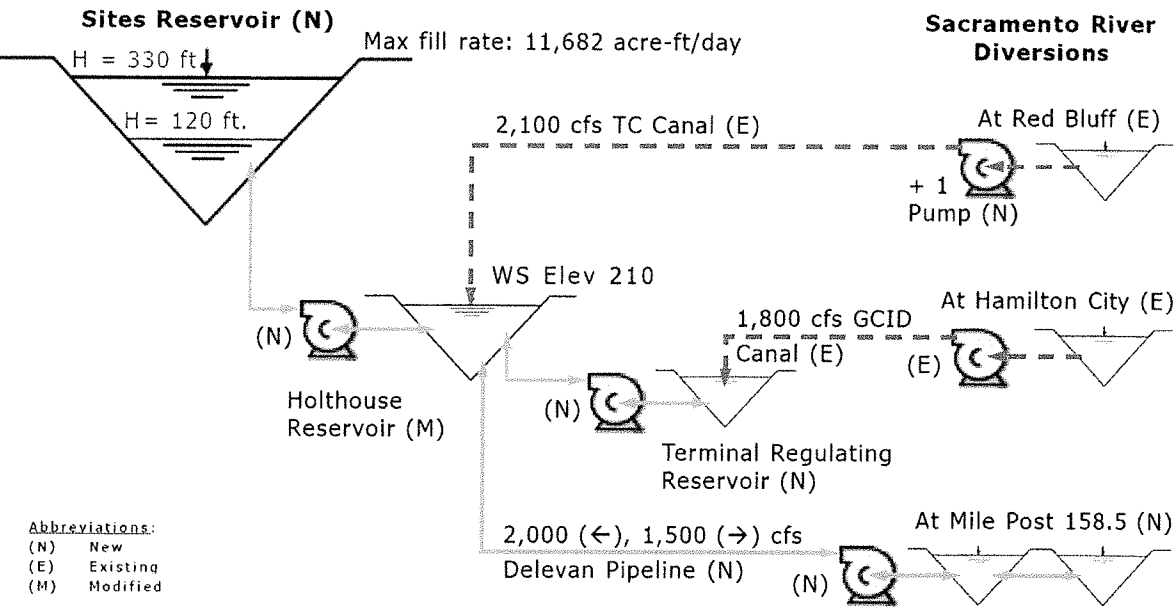 Sites Reservoir (N)
Max fill rate: 11,682 acre-ft/day
H = 330 ft
H= 120 ft.
Sacramento River
Diversions
2,100 cfs TC Canal (E)
At Red Bluff (E)
+ 1
Pump (N)
WS Elev 210
(N)
Holthouse
Reservoir (M)
1,800 cfs GCID
Canal (E)
At Hamilton City (E)
(E)
(N)
Terminal Regulating
Reservoir (N)
2,000 (←), 1,500 (→) cfs
Delevan Pipeline (N)
At Mile Post 158.5 (N)
(N)
Abbreviations:
(N) New
(E) Existing
(M) Modified